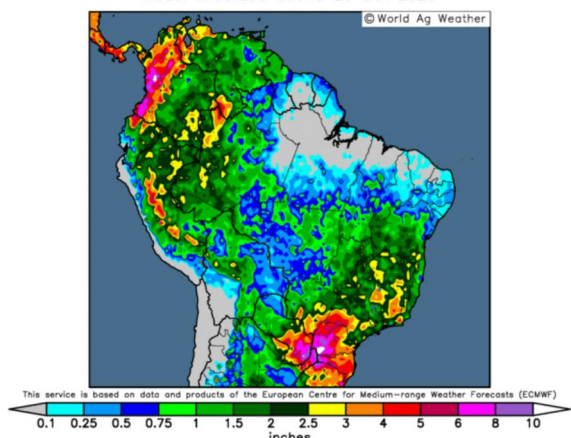 © World Ag Weather
This service is based on data and products of the European Centre for Medium-range Weather Forecasts (ECMWF)
0.1 0.25 0.5 0.75 1 1.5 2 2.5 3 4 5 6 8 10
inches